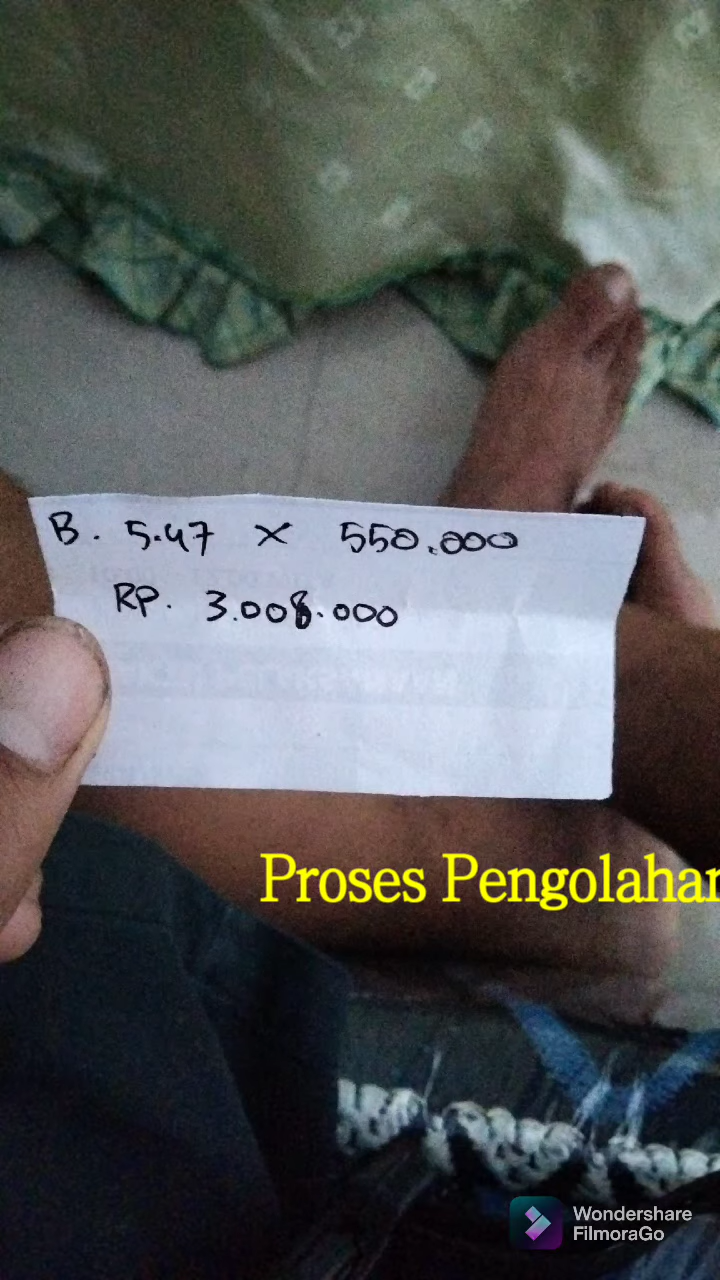 B. 5.47 X 550.000
RP. 3.008.000
Proses Pengolahan
Wondershare
FilmoraGo